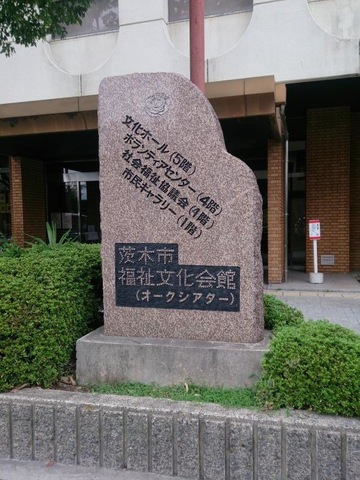 文化ホール(5階)
ボランティアセンター(4階)
社会福祉協議会(4階)
市民ギャラリー(1階)
茨木市
福祉文化会館
(オークシアター)